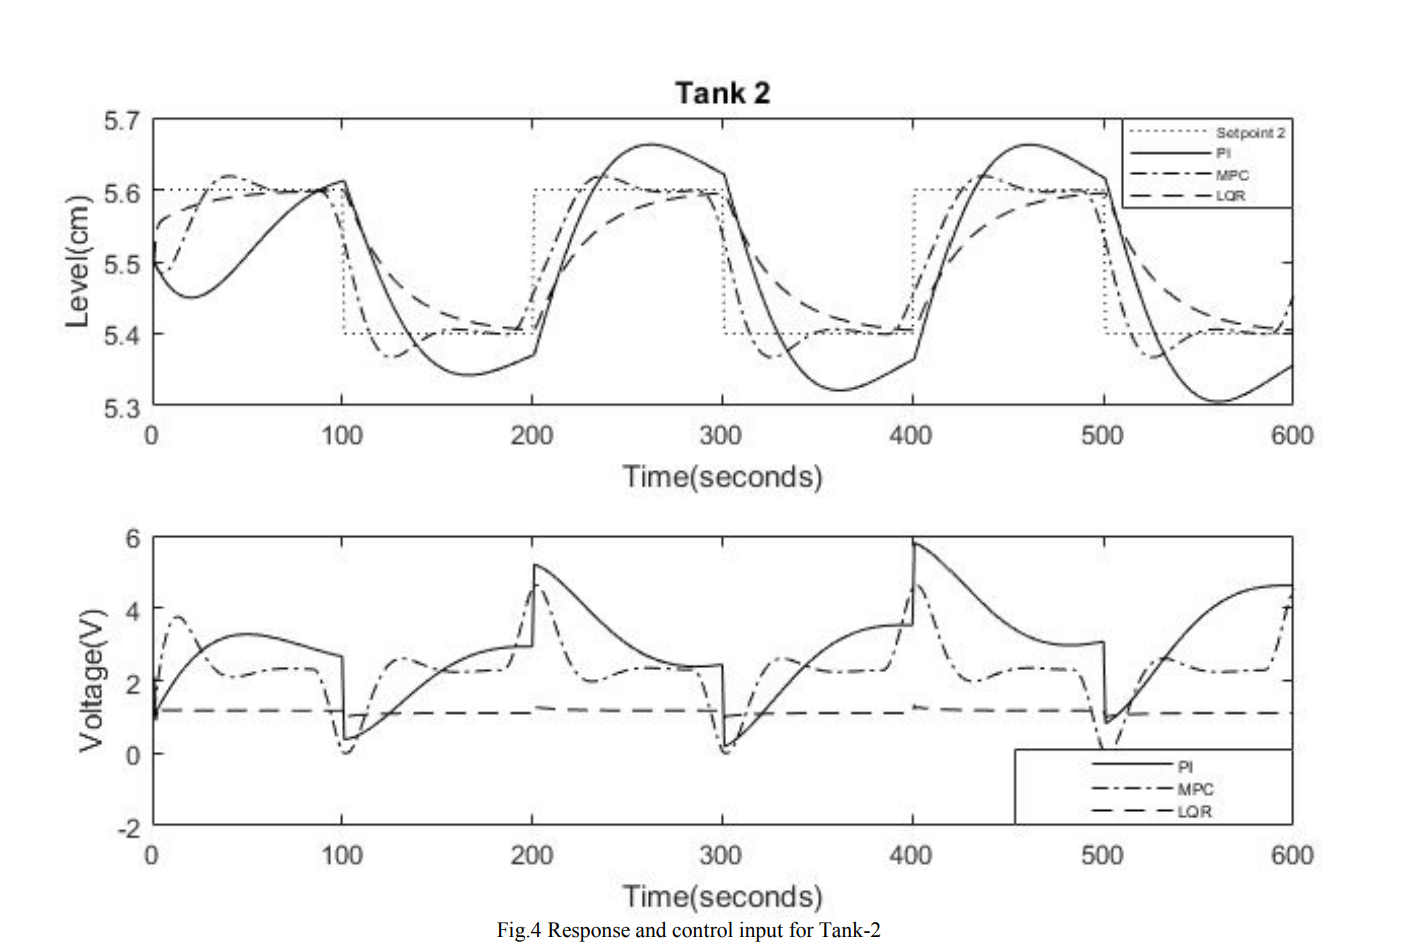 Tank 2
5.7
5.6
5.5
5.4
5.3
Level(cm)
Setpoint 2
PI
MPC
LQR
0 100 200 300 400 500 600
Time(seconds)
6
4
2
0
-2
Voltage(V)
PI
MPC
LQR
0 100 200 300 400 500 600
Time(seconds)
Fig.4 Response and control input for Tank-2